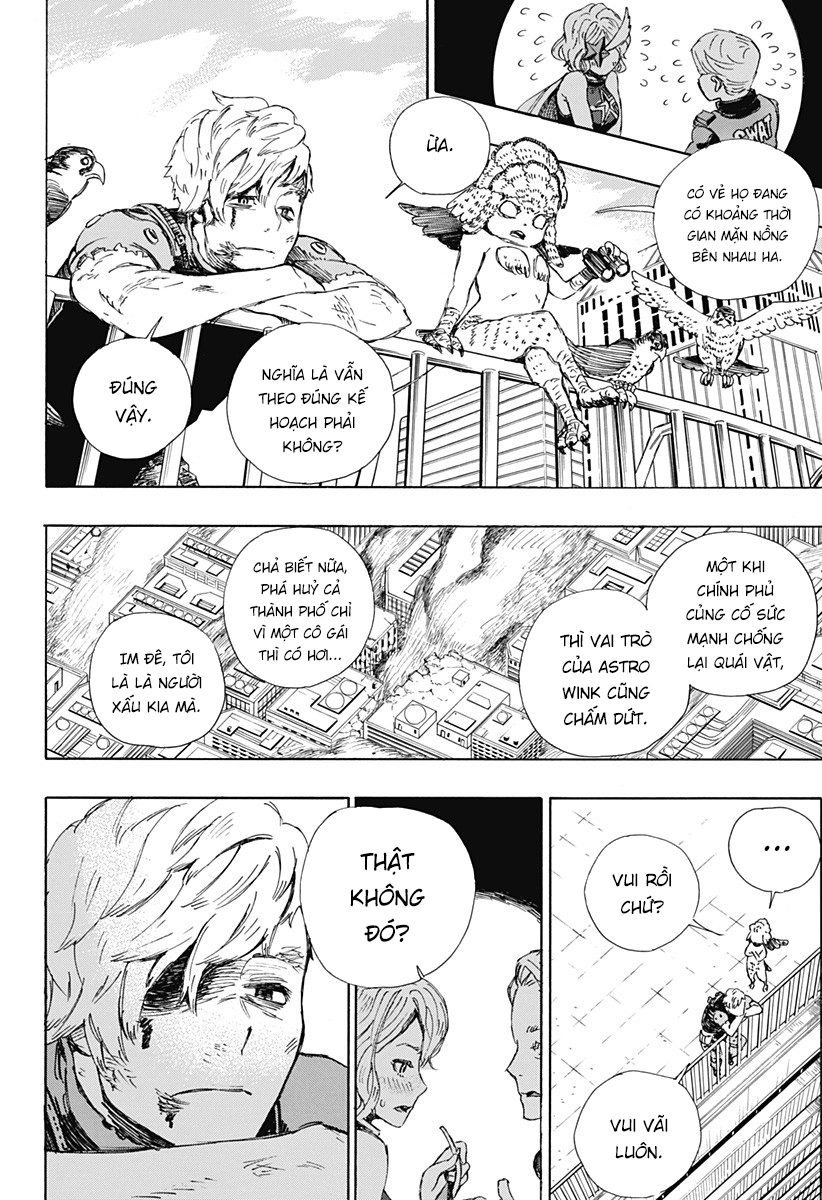 SWAT
CÓ VẺ HỌ ĐANG
CÓ KHOẢNG THỜI
GIAN MẶN NỒNG
BÊN NHAU HA.
ỪA.
NGHĨA LÀ VẪN
THEO ĐÚNG KẾ
HOẠCH PHẢI
KHÔNG?
ĐÚNG
VẬY.
MỘT KHI
CHÍNH PHỦ
CỦNG CỐ SỨC
MẠNH CHỐNG
LẠI QUÁI VẬT,
THÌ VAI TRÒ
CỦA ASTRO
WINK CŨNG
CHẤM DỨT.
CHẢ BIẾT NỮA,
PHÁ HUỶ CẢ
THÀNH PHỐ CHỈ
VÌ MỘT CÔ GÁI
THÌ CÓ HƠI...
IM ĐÊ, TÔI
LÀ LÀ NGƯỜI
XẤU KIA MÀ.
...
VUI RỒI
CHỨ?
VUI VÃI
LUÔN.
THẬT
KHÔNG
ĐÓ?